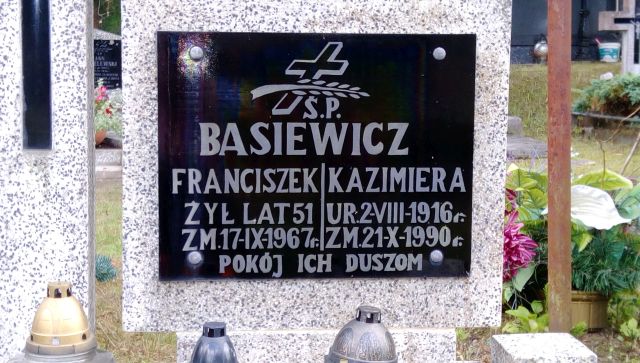 Ś.P.
BASIEWICZ
FRANCISZEK KAZIMIERA
ŻYŁ LAT 51 UR. 2-VIII-1916 r.
ZM. 17-IX-1967 r. ZM. 21-X-1990 r.
POKÓJ ICH DUSZOM